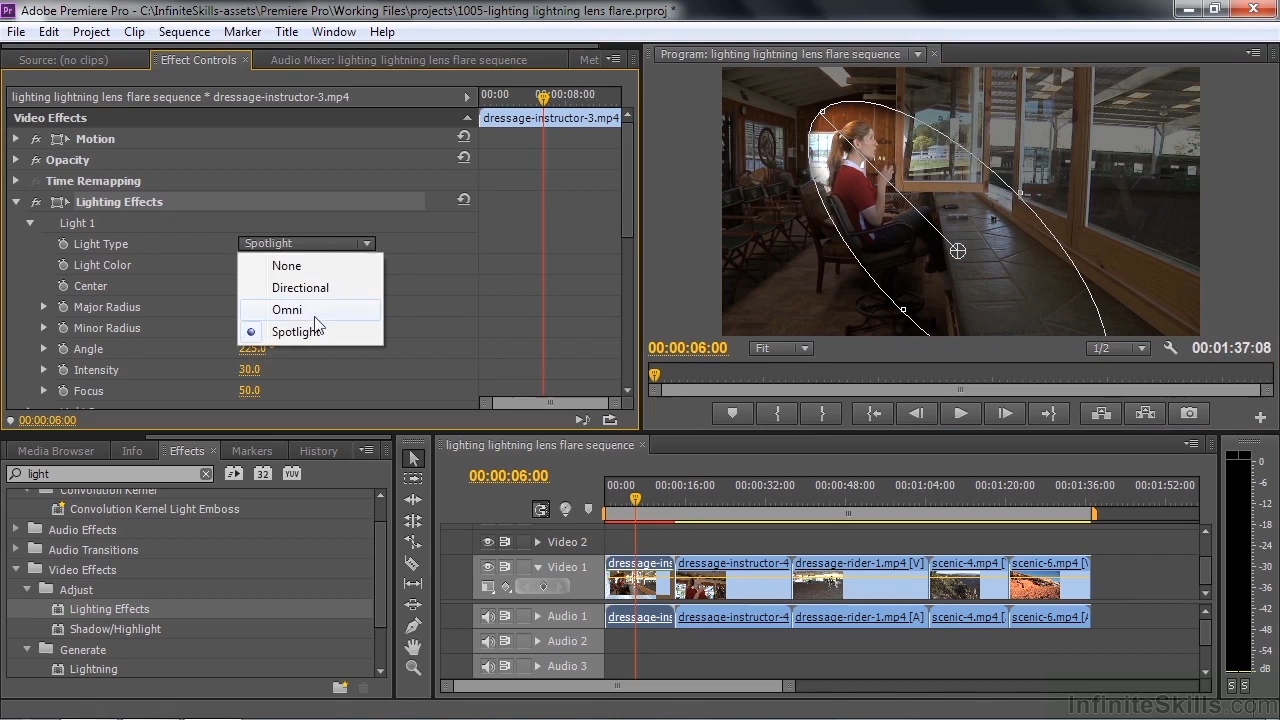 Adobe Premiere Pro - C:\InfiniteSkills-assets\Premiere Pro\Working Files\projects\1005-lighting lightning lens flare.prproj *
File Edit Project Clip Sequence Marker Title Window Help
Source: (no clips) Effect Controls × Audio Mixer: lighting lightning lens flare sequence Met
Program: lighting lightning lens flare sequence ×
lighting lightning lens flare sequence * dressage-instructor-3.mp4
00:00 00:00:08:00
Video Effects
dressage-instructor-3.mp4
fx Motion
fx Opacity
fx Time Remapping
fx Lighting Effects
Light 1
Light Type Spotlight
Light Color
Center
Major Radius
Minor Radius
Angle 225.0 °
Intensity 30.0
Focus 50.0
None
Directional
Omni
Spotlight
00:00:06:00
00:00:06:00 Fit 1/2 00:01:37:08
Media Browser Info Effects × Markers History
light 32 YUV
Convolution Kernel
Convolution Kernel Light Emboss
Audio Effects
Audio Transitions
Video Effects
Adjust
Lighting Effects
Shadow/Highlight
Generate
Lightning
lighting lightning lens flare sequence ×
00:00:06:00
00:00 00:00:16:00 00:00:32:00 00:00:48:00 00:01:04:00 00:01:20:00 00:01:36:00 00:01:52:00
Video 2
Video 1
dressage-ins dressage-instructor-4 dressage-rider-1.mp4 [V] scenic-4.mp4 [ scenic-6.mp4 [V
Audio 1
dressage-ins dressage-instructor-4 dressage-rider-1.mp4 [A] scenic-4.mp4 [. scenic-6.mp4 [A
Audio 2
Audio 3
0
-6
-12
-18
-24
-30
-36
-42
-48
-54
dB
S S
InfiniteSkills.com